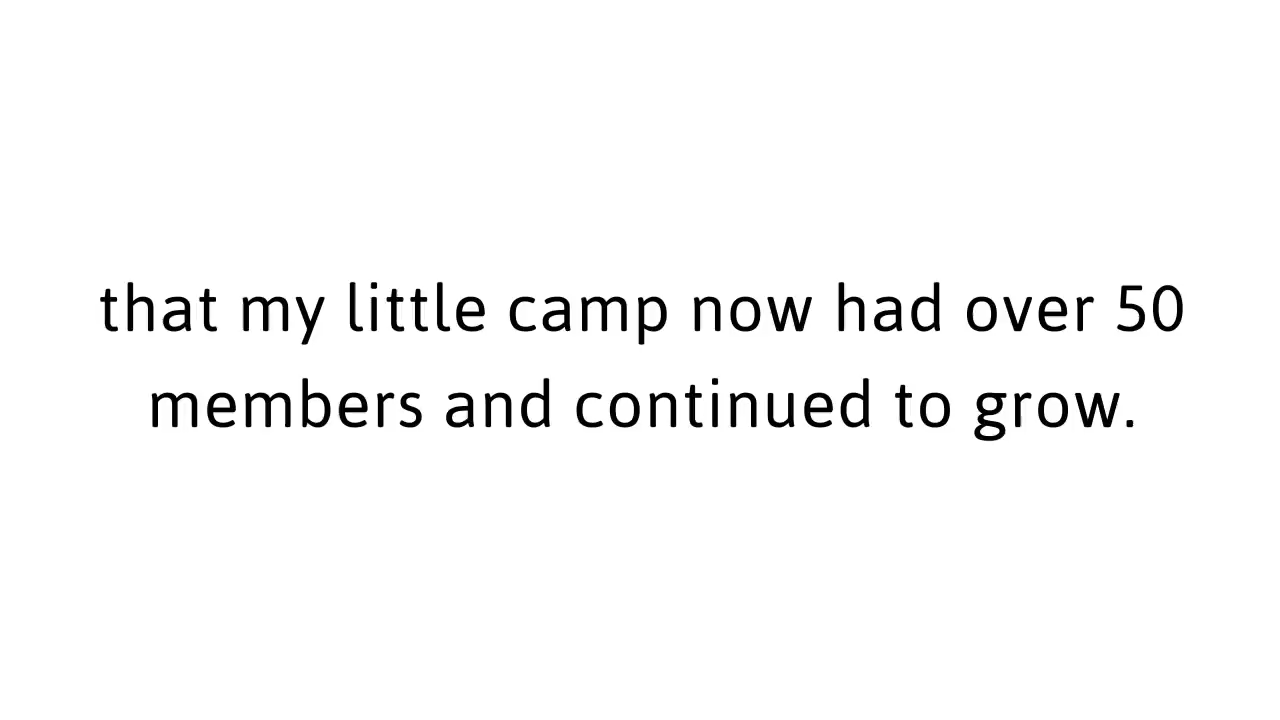 that my little camp now had over 50
members and continued to grow.